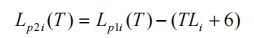 L_{p2i}(T) = L_{p1i}(T) − (TL_i + 6)